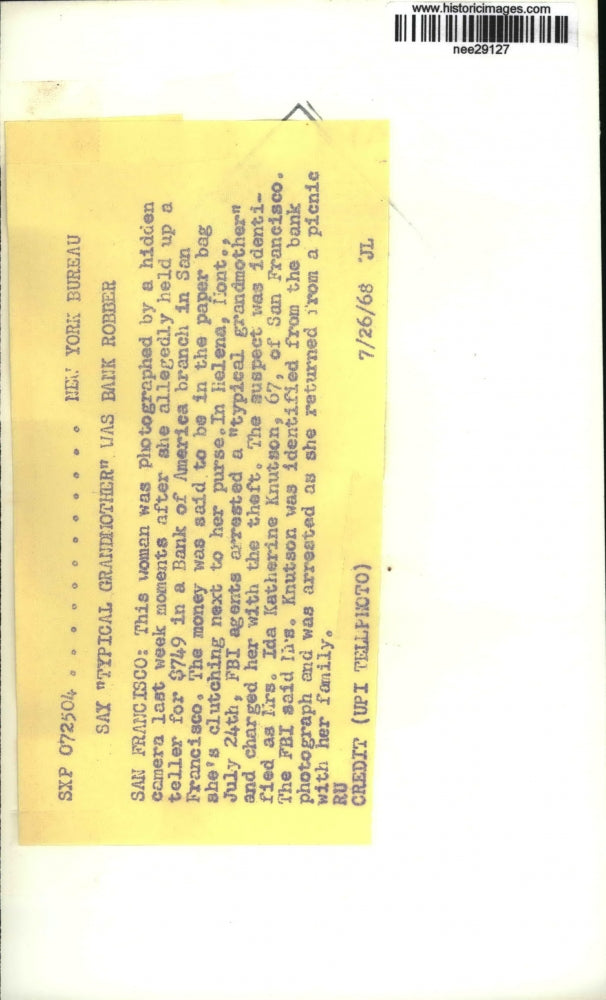 www.historicimages.com
nee29127
SXP 072504.............. NEW YORK BUREAU
SAY "TYPICAL GRANDMOTHER" WAS BANK ROBBER
SAN FRANCISCO: This woman was photographed by a hidden
camera last week moments after she allegedly held up a
teller for $749 in a Bank of America branch in San
Francisco. The money was said to be in the paper bag
she's clutching next to her purse. In Helena, Mont.,
July 24th, FBI agents arrested a "typical grandmother"
and charged her with the theft. The suspect was identi-
fied as Mrs. Ida Katherine Knutson, 67, of San Francisco.
The FBI said Mrs. Knutson was identified from the bank
photograph and was arrested as she returned from a picnic
with her family.
RU
CREDIT (UPI TELEPHOTO) 7/26/68 JL